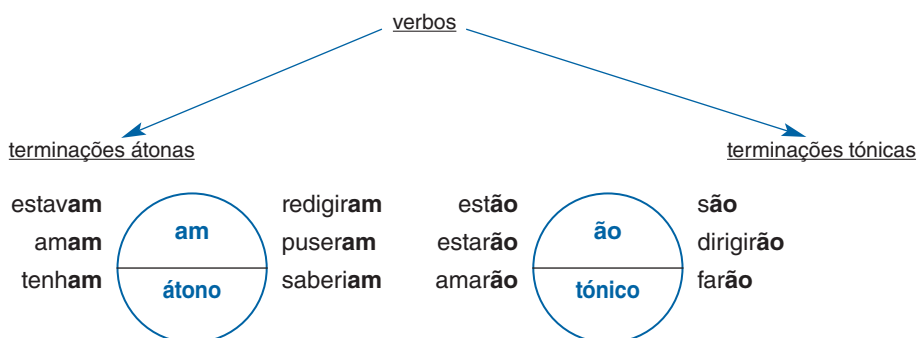 verbos
terminações átonas
terminações tónicas
estavam
amam
tenham
am
átono
redigiram
puseram
saberiam
estão
estarão
amarão
ão
tónico
são
dirigirão
farão